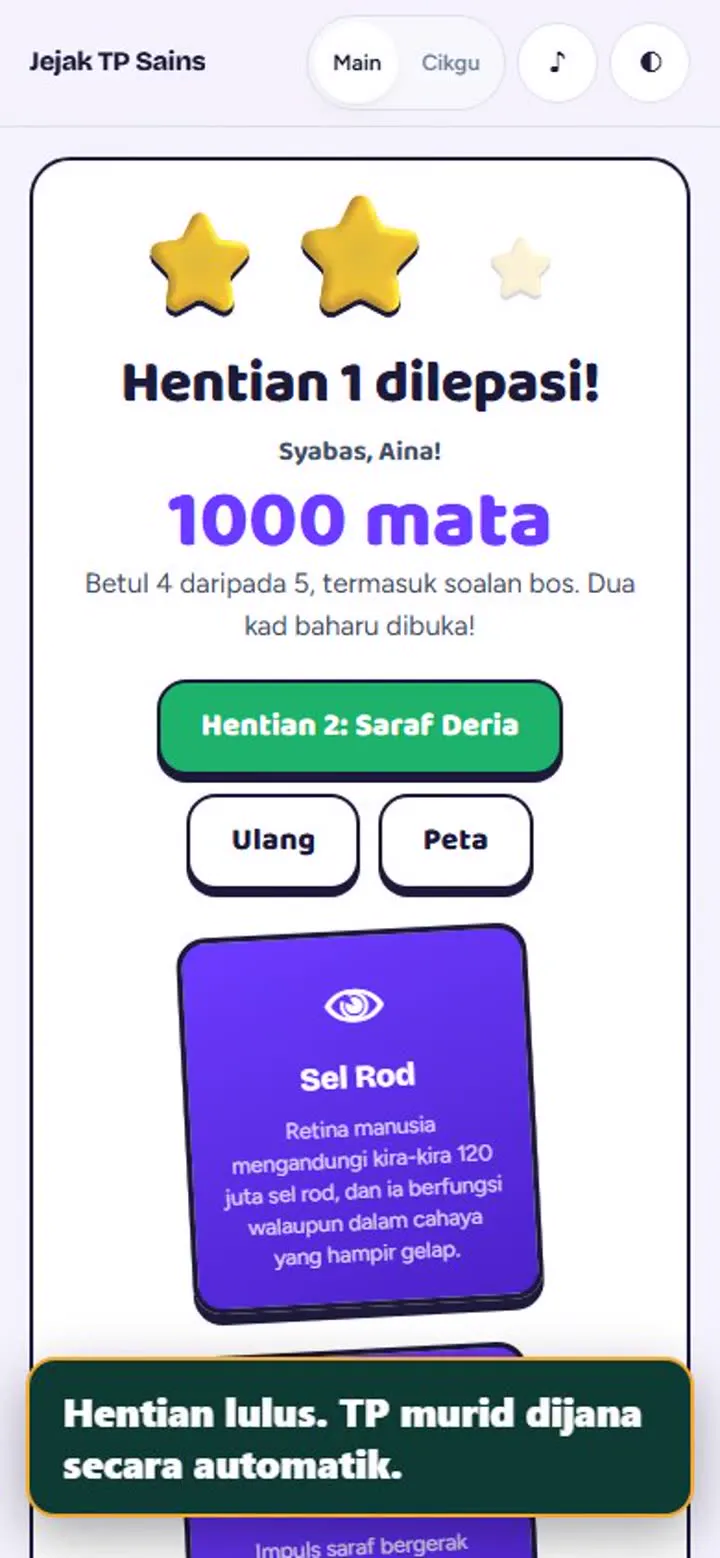 Jejak TP Sains
Main
Cikgu
Hentian 1 dilepasi!
Syabas, Aina!
1000 mata
Betul 4 daripada 5, termasuk soalan bos. Dua
kad baharu dibuka!
Hentian 2: Saraf Deria
Ulang
Peta
Sel Rod
Retina manusia
mengandungi kira-kira 120
juta sel rod, dan ia berfungsi
walaupun dalam cahaya
yang hampir gelap.
Hentian lulus. TP murid dijana
secara automatik.
Impuls saraf bergerak